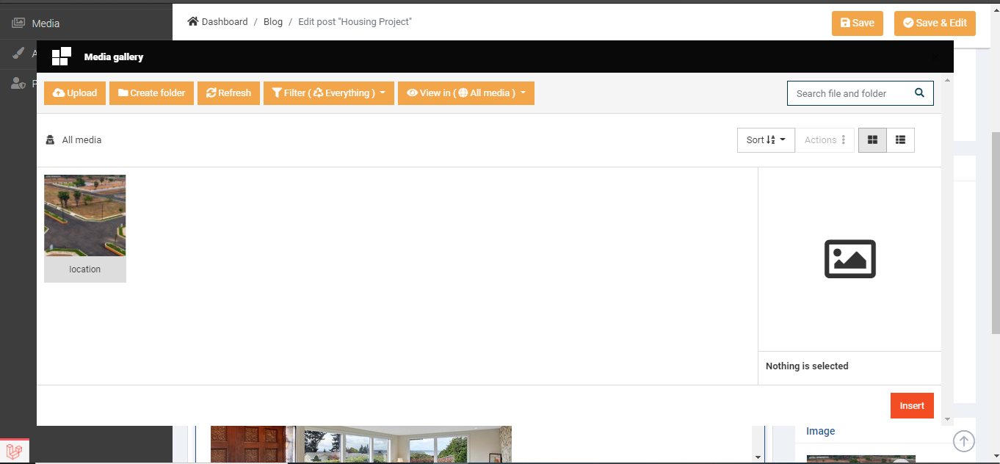 Media
Dashboard / Blog / Edit post "Housing Project"
Save
Save & Edit
A
P
Media gallery
Upload
Create folder
Refresh
Filter ( Everything )
View in ( All media )
Search file and folder
All media
Sort
Actions
location
Nothing is selected
Insert
Image